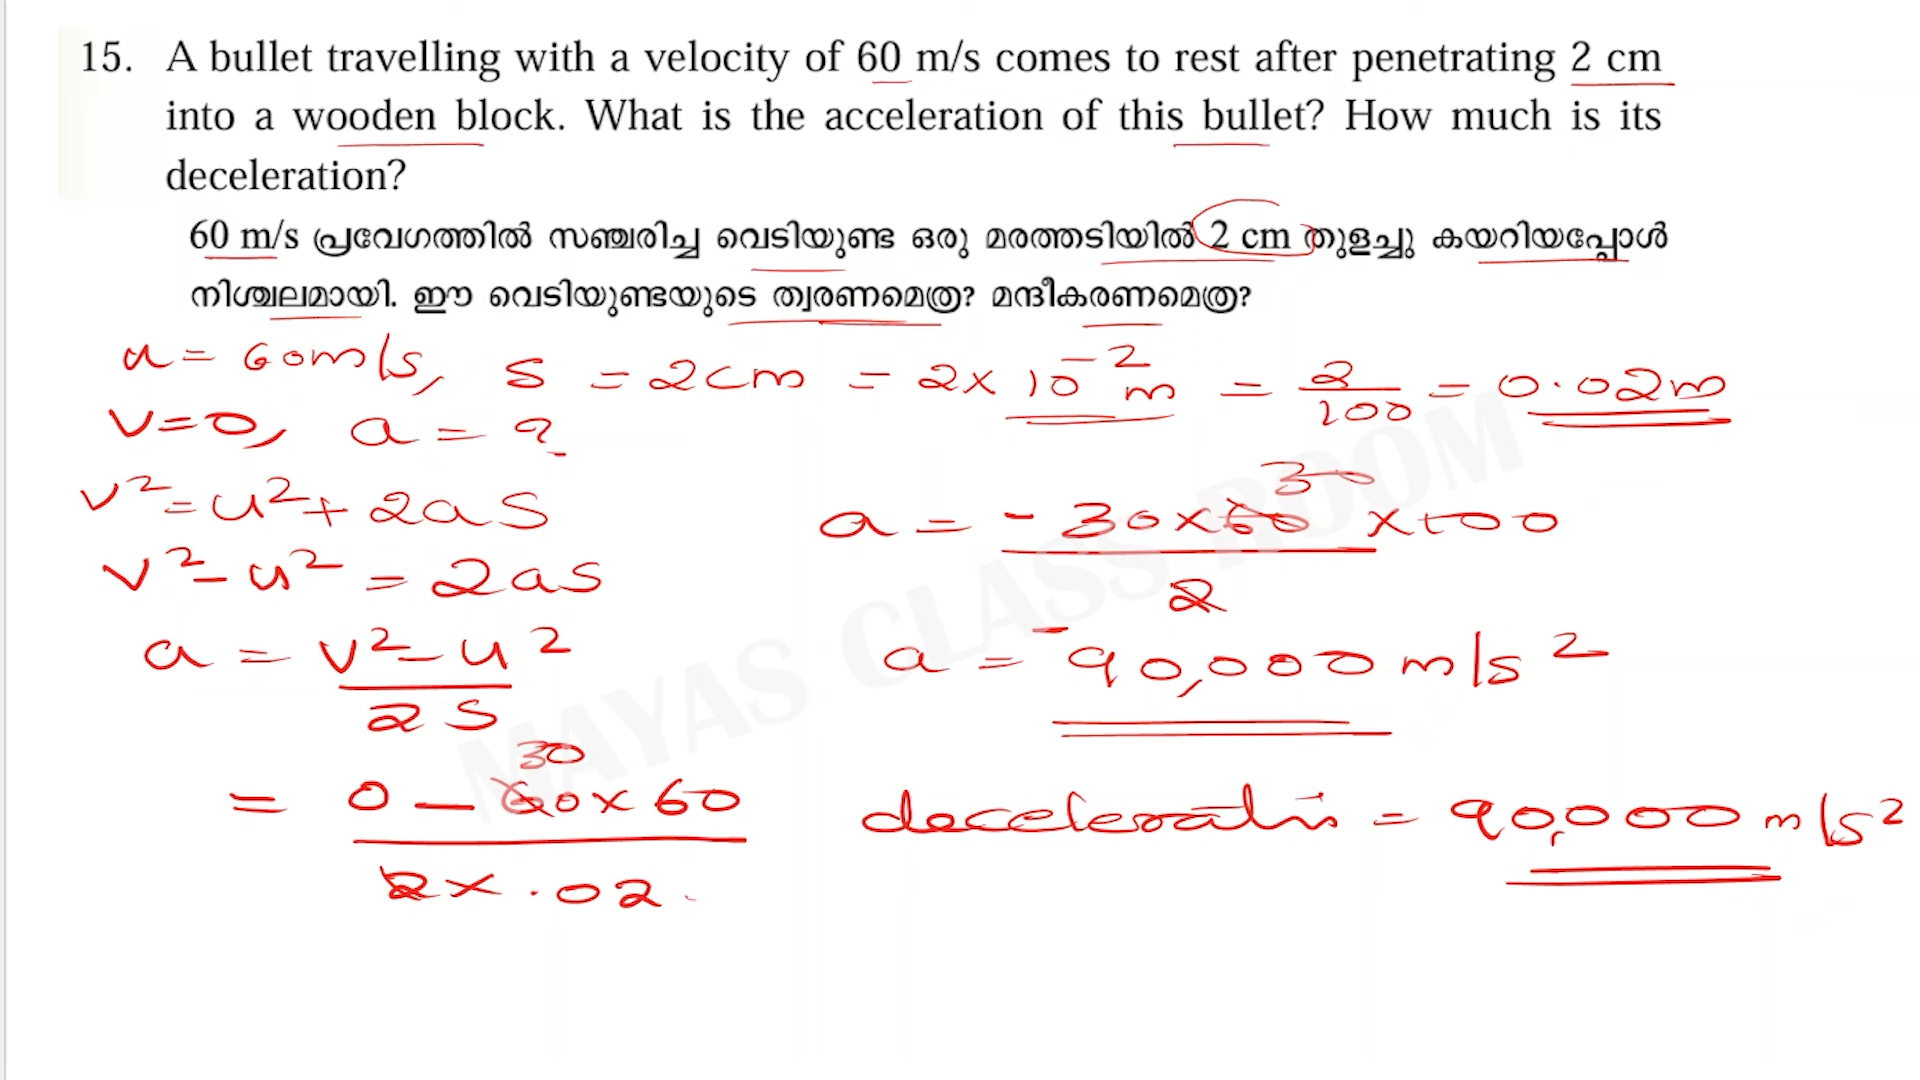 15. A bullet travelling with a velocity of 60 m/s comes to rest after penetrating 2 cm
into a wooden block. What is the acceleration of this bullet? How much is its
deceleration?
60 m/s പ്രവേഗത്തിൽ സഞ്ചരിച്ച വെടിയുണ്ട ഒരു മരത്തടിയിൽ 2 cm തുളച്ചു കയറിയപ്പോൾ
നിശ്ചലമായി. ഈ വെടിയുണ്ടയുടെ ത്വരണമെത്ര? മന്ദീകരണമെത്ര?
u = 60m/s, s = 2cm = 2 × 10⁻² m = 2/100 = 0.02m
v=0, a = ?
v² = u² + 2as
v² - u² = 2as
a = v² - u² / 2s
30
= 0 - 60 × 60 / 2 × .02
30
a = - 30 × 60 × 100 / 2
a = -90,000 m/s²
deceleration = 90,000 m/s²
MAYAS CLASS ROOM